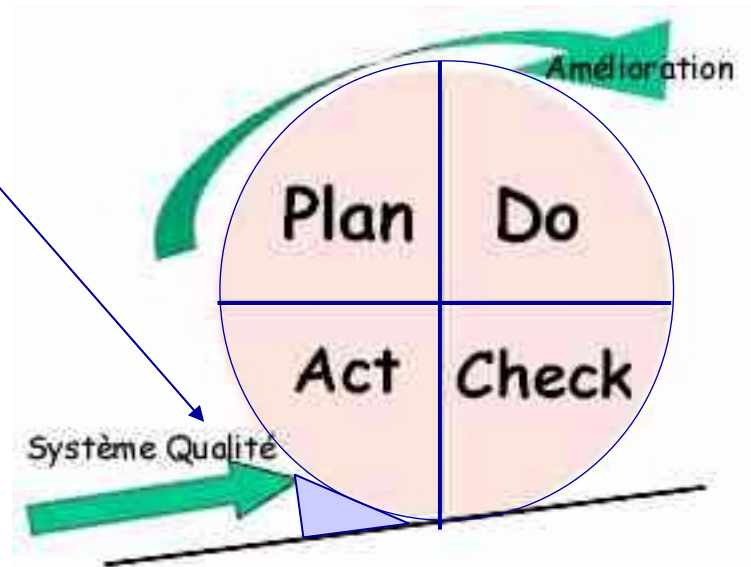 Amélioration
Plan
Do
Act
Check
Système Qualité